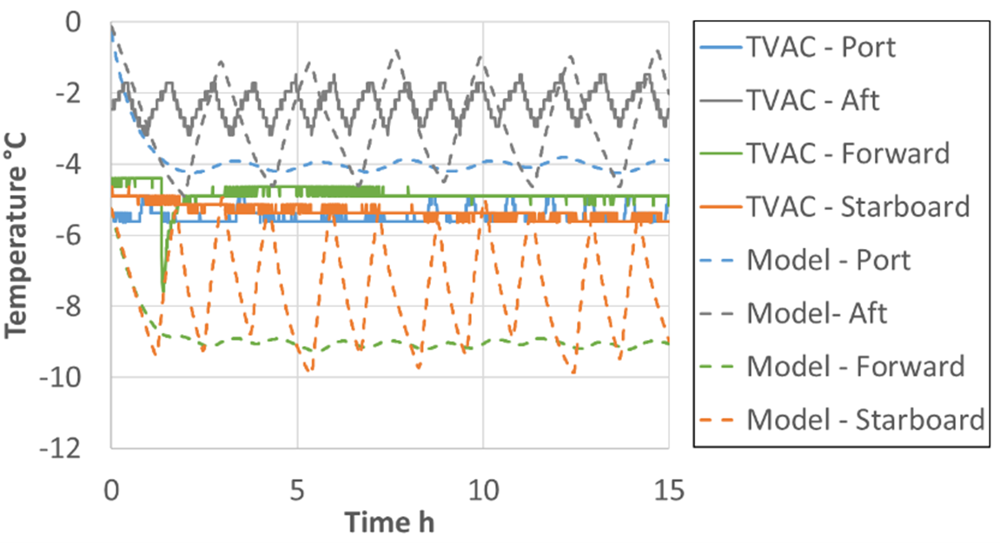 Temperature °C
0
-2
-4
-6
-8
-10
-12
0 5 10 15
Time h
TVAC - Port
TVAC - Aft
TVAC - Forward
TVAC - Starboard
Model - Port
Model- Aft
Model - Forward
Model - Starboard